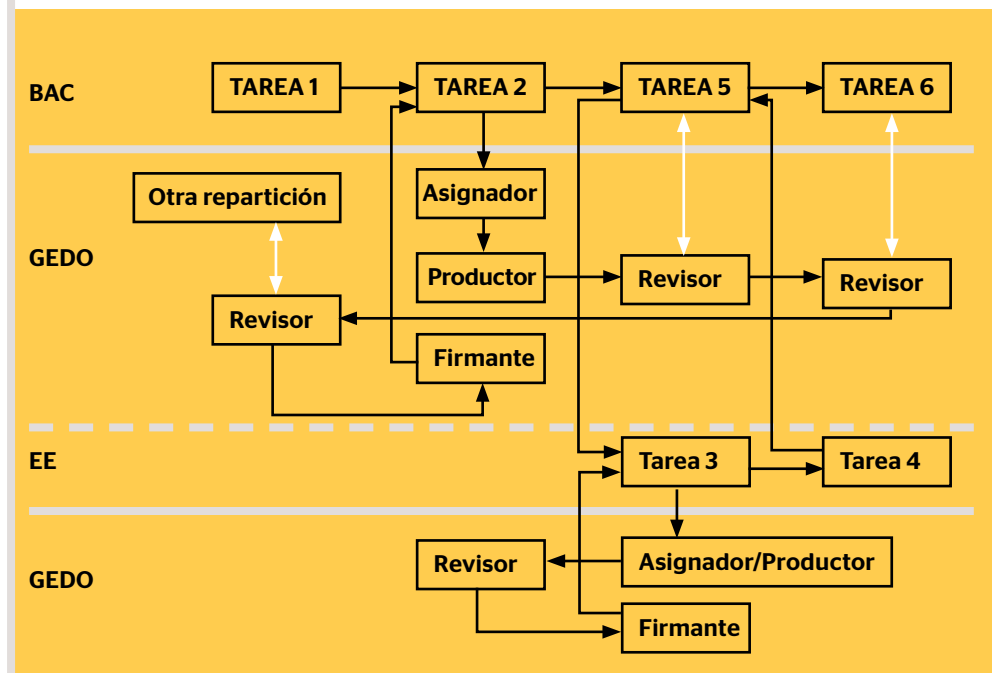 BAC
TAREA 1
TAREA 2
TAREA 5
TAREA 6
GEDO
Otra repartición
Asignador
Productor
Revisor
Revisor
Revisor
Firmante
EE
Tarea 3
Tarea 4
GEDO
Revisor
Asignador/Productor
Firmante